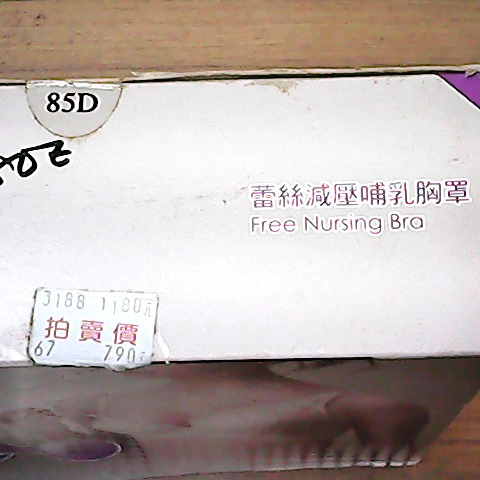 85D
蕾絲減壓哺乳胸罩
Free Nursing Bra
3188 1180元
拍賣價
67 790元